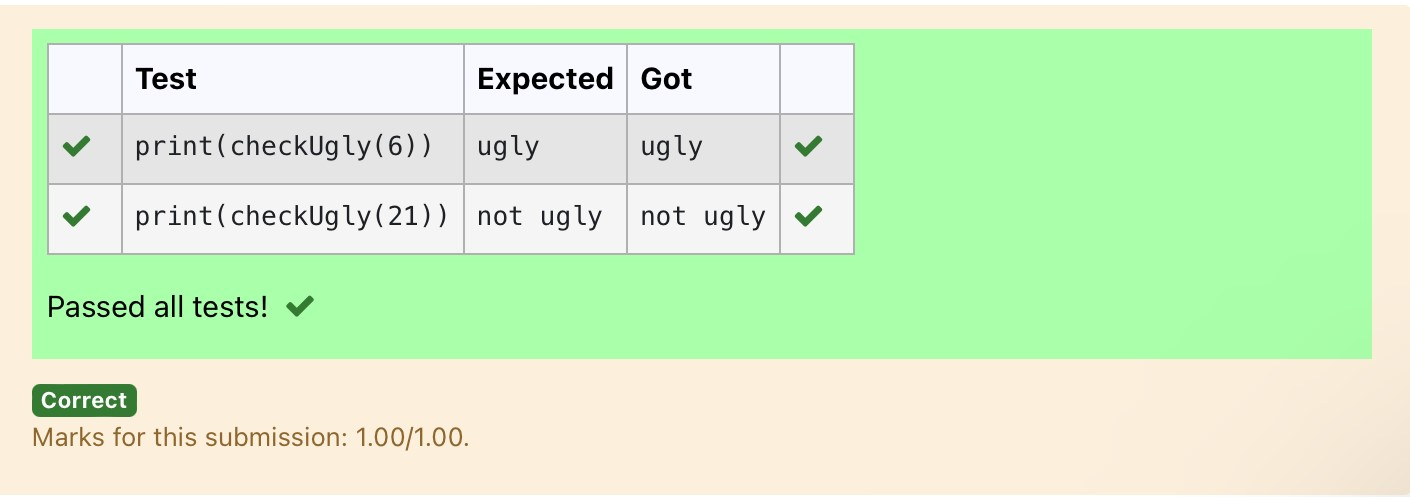 Test Expected Got
print(checkUgly(6)) ugly ugly
print(checkUgly(21)) not ugly not ugly
Passed all tests!
Correct
Marks for this submission: 1.00/1.00.